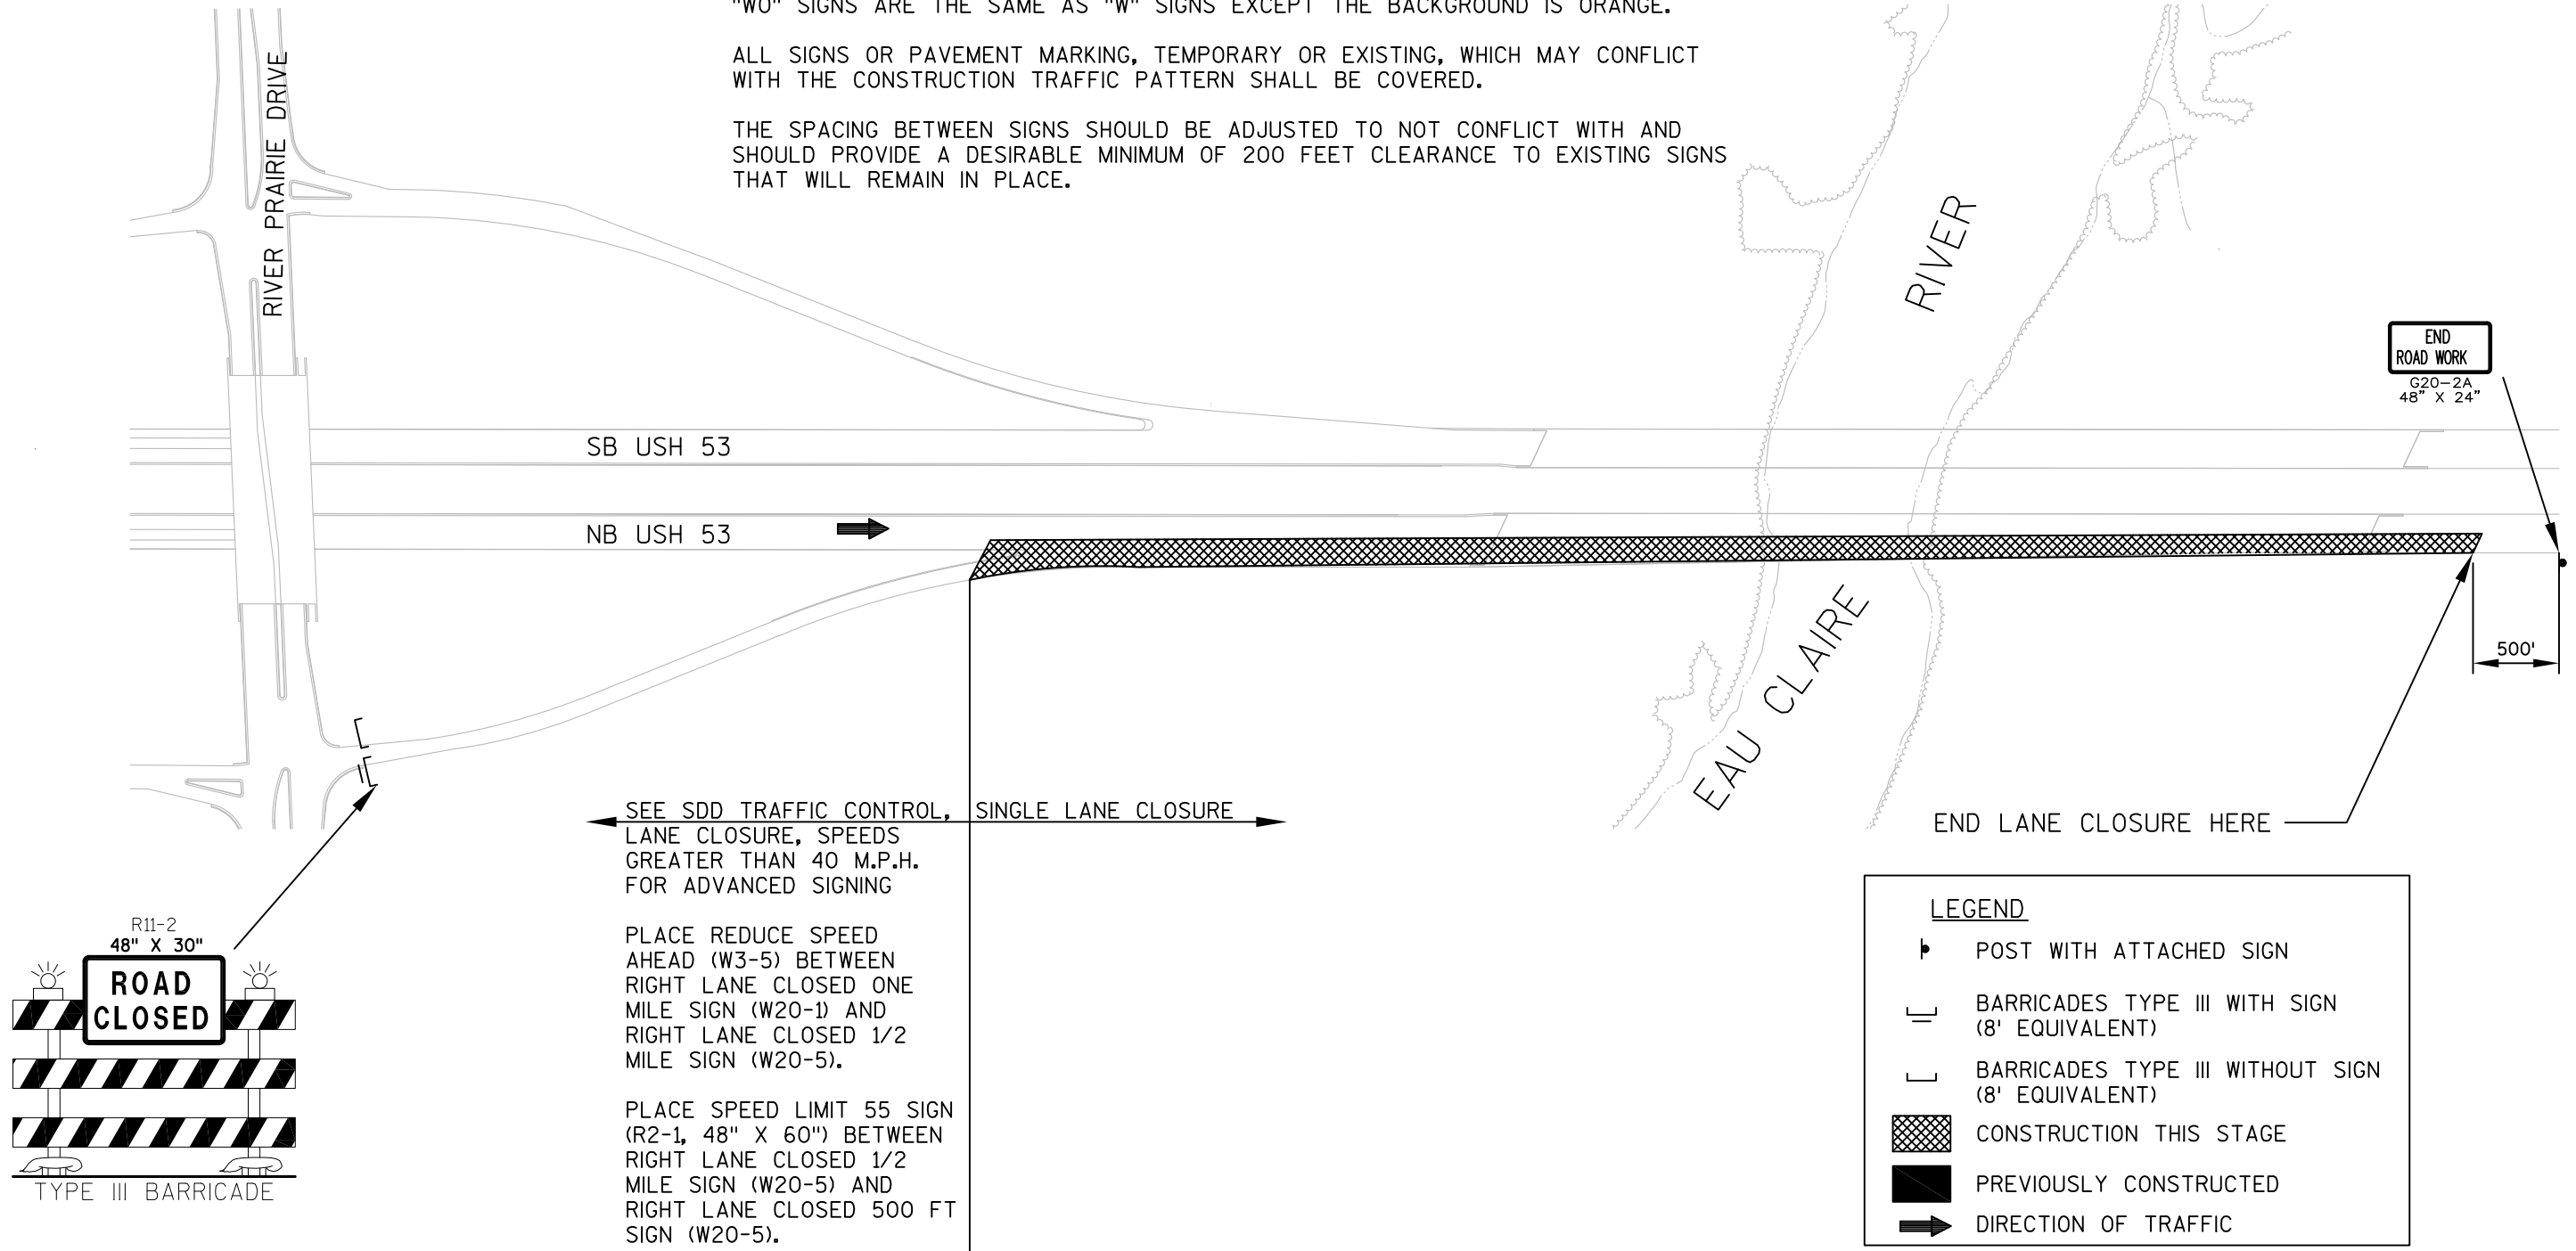 "WO" SIGNS ARE THE SAME AS "W" SIGNS EXCEPT THE BACKGROUND IS ORANGE.
ALL SIGNS OR PAVEMENT MARKING, TEMPORARY OR EXISTING, WHICH MAY CONFLICT
WITH THE CONSTRUCTION TRAFFIC PATTERN SHALL BE COVERED.
THE SPACING BETWEEN SIGNS SHOULD BE ADJUSTED TO NOT CONFLICT WITH AND
SHOULD PROVIDE A DESIRABLE MINIMUM OF 200 FEET CLEARANCE TO EXISTING SIGNS
THAT WILL REMAIN IN PLACE.
RIVER PRAIRIE DRIVE
RIVER
END
ROAD WORK
G20-2A
48" X 24"
SB USH 53
NB USH 53
EAU CLAIRE
500'
SEE SDD TRAFFIC CONTROL, SINGLE LANE CLOSURE
LANE CLOSURE, SPEEDS
GREATER THAN 40 M.P.H.
FOR ADVANCED SIGNING
PLACE REDUCE SPEED
AHEAD (W3-5) BETWEEN
RIGHT LANE CLOSED ONE
MILE SIGN (W20-1) AND
RIGHT LANE CLOSED 1/2
MILE SIGN (W20-5).
PLACE SPEED LIMIT 55 SIGN
(R2-1, 48" X 60") BETWEEN
RIGHT LANE CLOSED 1/2
MILE SIGN (W20-5) AND
RIGHT LANE CLOSED 500 FT
SIGN (W20-5).
END LANE CLOSURE HERE
R11-2
48" X 30"
ROAD
CLOSED
TYPE III BARRICADE
LEGEND
POST WITH ATTACHED SIGN
BARRICADES TYPE III WITH SIGN
(8' EQUIVALENT)
BARRICADES TYPE III WITHOUT SIGN
(8' EQUIVALENT)
CONSTRUCTION THIS STAGE
PREVIOUSLY CONSTRUCTED
DIRECTION OF TRAFFIC